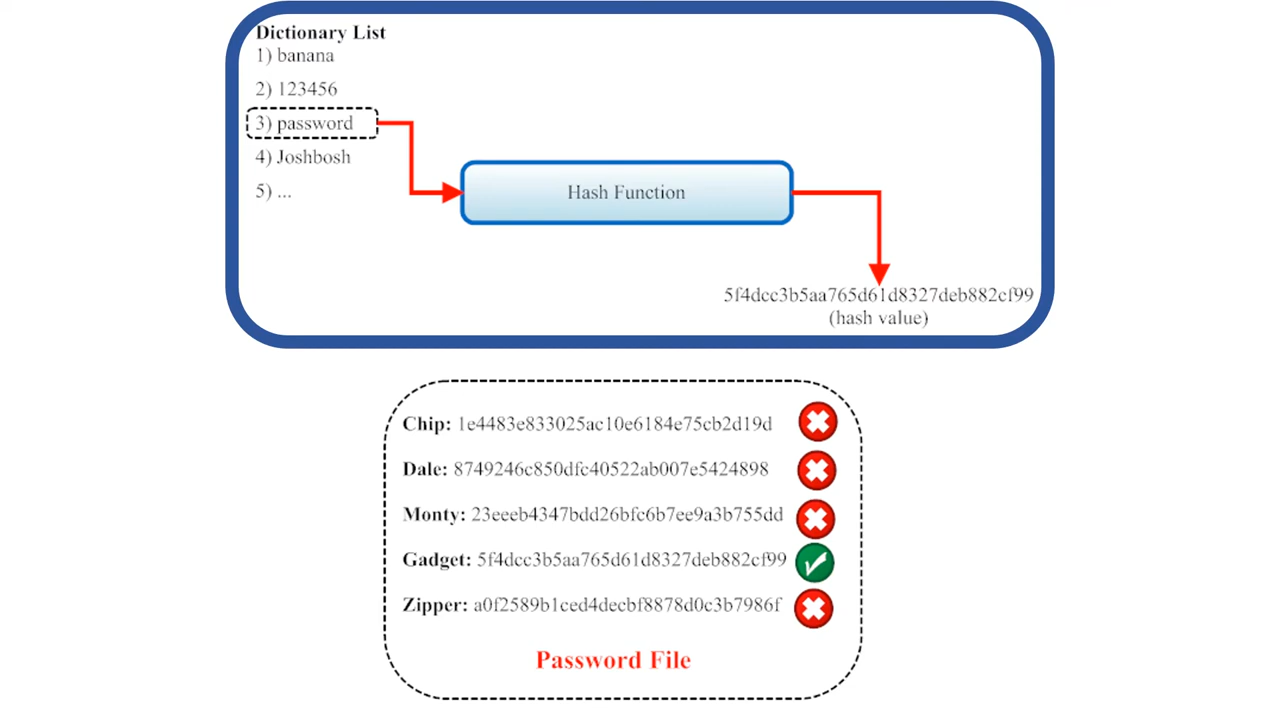 Dictionary List
1) banana
2) 123456
3) password
4) Joshbosh
5) ...
Hash Function
5f4dcc3b5aa765d61d8327deb882cf99
(hash value)
Chip: 1e4483e833025ac10e6184e75cb2d19d
Dale: 8749246c850dfc40522ab007e5424898
Monty: 23eeeb4347bdd26bfc6b7ee9a3b755dd
Gadget: 5f4dcc3b5aa765d61d8327deb882cf99
Zipper: a0f2589b1ced4decbf8878d0c3b7986f
Password File